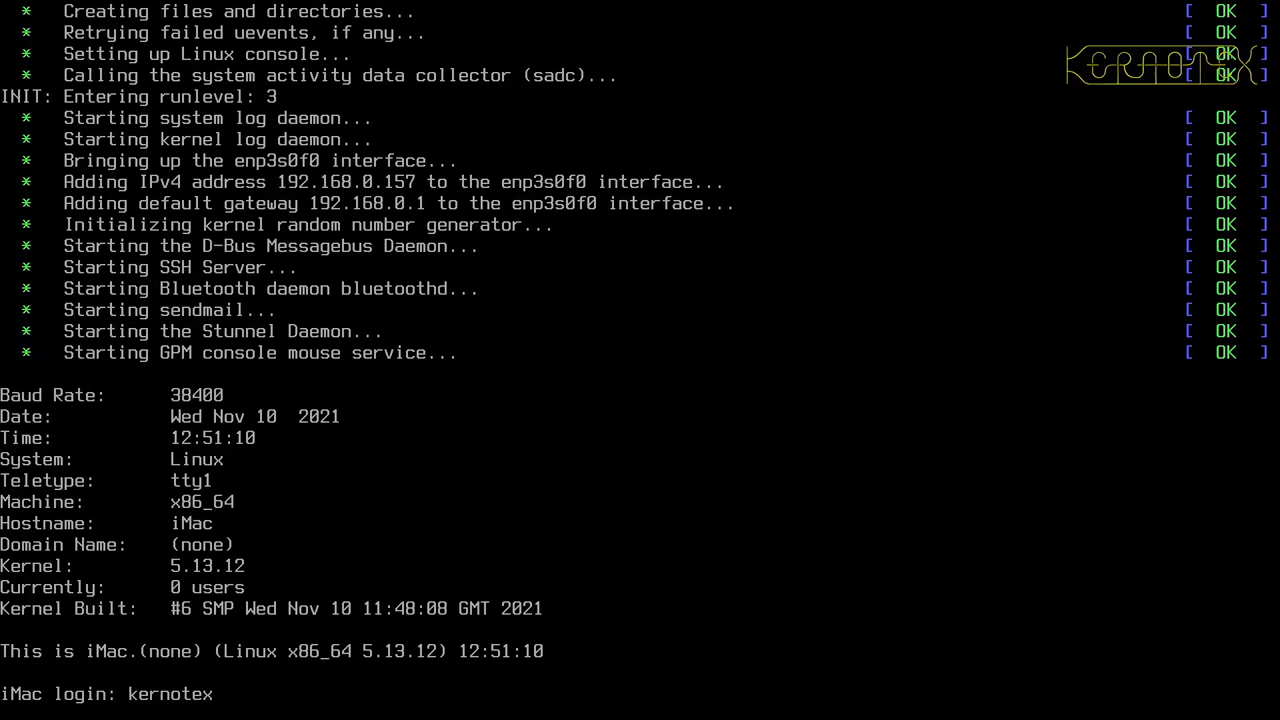 * Creating files and directories... [ OK ]
* Retrying failed uevents, if any... [ OK ]
* Setting up Linux console... [ OK ]
* Calling the system activity data collector (sadc)... [ OK ]
KERNOTEX
INIT: Entering runlevel: 3
* Starting system log daemon... [ OK ]
* Starting kernel log daemon... [ OK ]
* Bringing up the enp3s0f0 interface... [ OK ]
* Adding IPv4 address 192.168.0.157 to the enp3s0f0 interface... [ OK ]
* Adding default gateway 192.168.0.1 to the enp3s0f0 interface... [ OK ]
* Initializing kernel random number generator... [ OK ]
* Starting the D-Bus Messagebus Daemon... [ OK ]
* Starting SSH Server... [ OK ]
* Starting Bluetooth daemon bluetoothd... [ OK ]
* Starting sendmail... [ OK ]
* Starting the Stunnel Daemon... [ OK ]
* Starting GPM console mouse service... [ OK ]
Baud Rate: 38400
Date: Wed Nov 10 2021
Time: 12:51:10
System: Linux
Teletype: tty1
Machine: x86_64
Hostname: iMac
Domain Name: (none)
Kernel: 5.13.12
Currently: 0 users
Kernel Built: #6 SMP Wed Nov 10 11:48:08 GMT 2021
This is iMac.(none) (Linux x86_64 5.13.12) 12:51:10
iMac login: kernotex